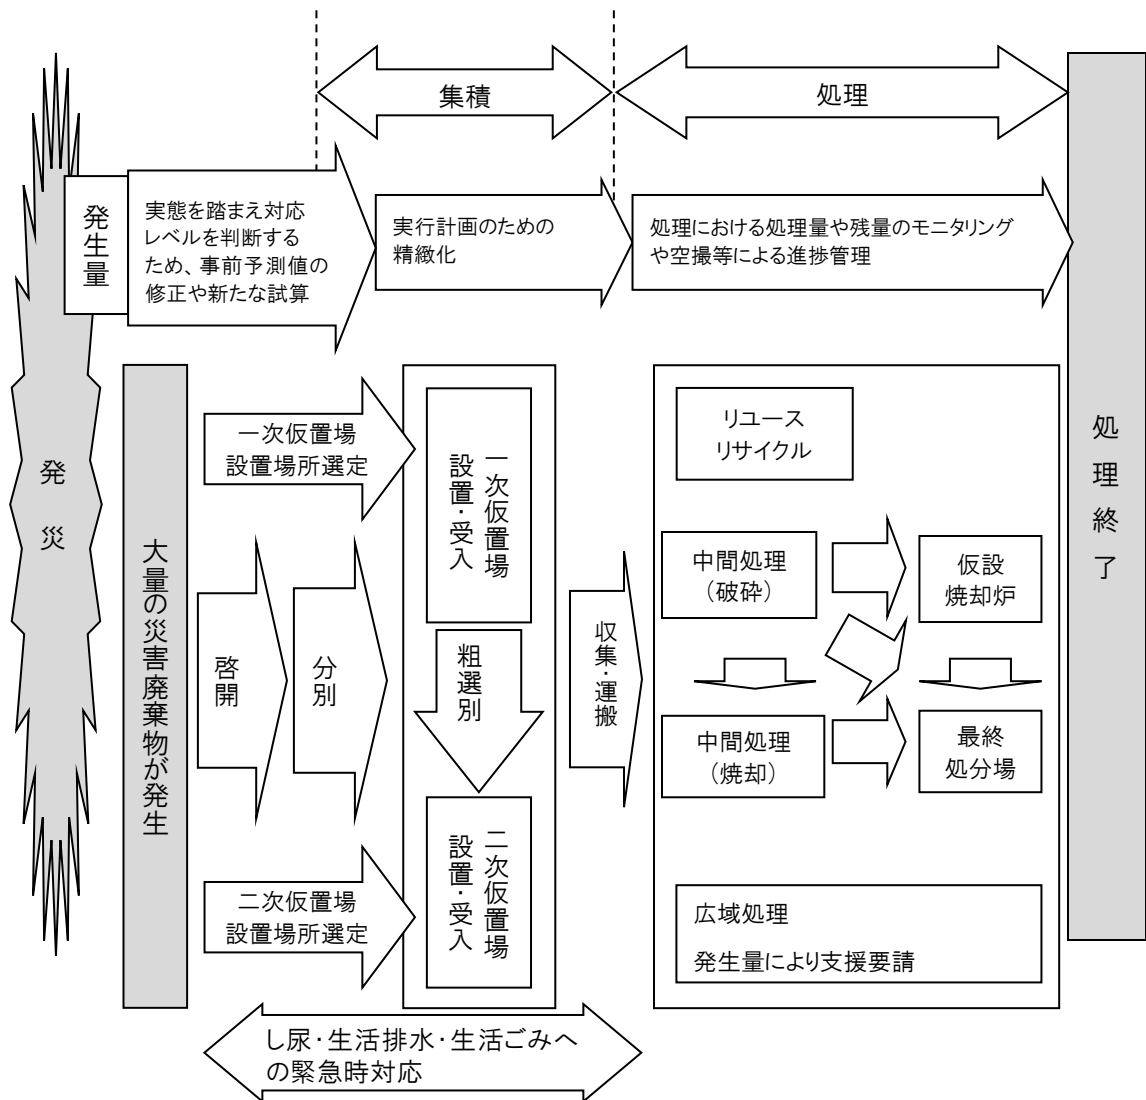 集積
処理
発生量
実態を踏まえ対応
レベルを判断する
ため、事前予測値の
修正や新たな試算
実行計画のための
精緻化
処理における処理量や残量のモニタリング
や空撮等による進捗管理
発災
大量の災害廃棄物が発生
一次仮置場
設置場所選定
啓開
分別
二次仮置場
設置場所選定
一次仮置場
設置・受入
粗選別
二次仮置場
設置・受入
収集・運搬
リユース
リサイクル
中間処理
（破砕）
仮設
焼却炉
中間処理
（焼却）
最終
処分場
広域処理
発生量により支援要請
処理終了
し尿・生活排水・生活ごみへ
の緊急時対応